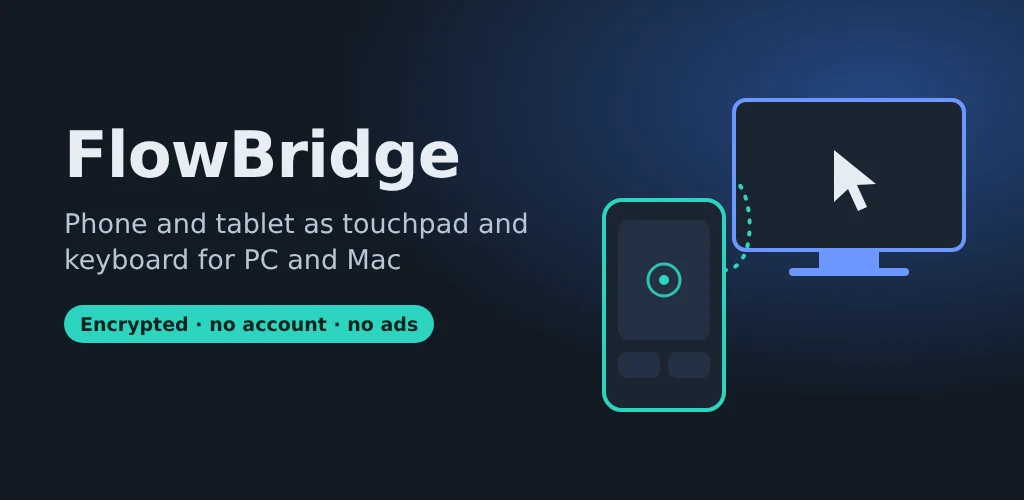 FlowBridge
Phone and tablet as touchpad and
keyboard for PC and Mac
Encrypted · no account · no ads